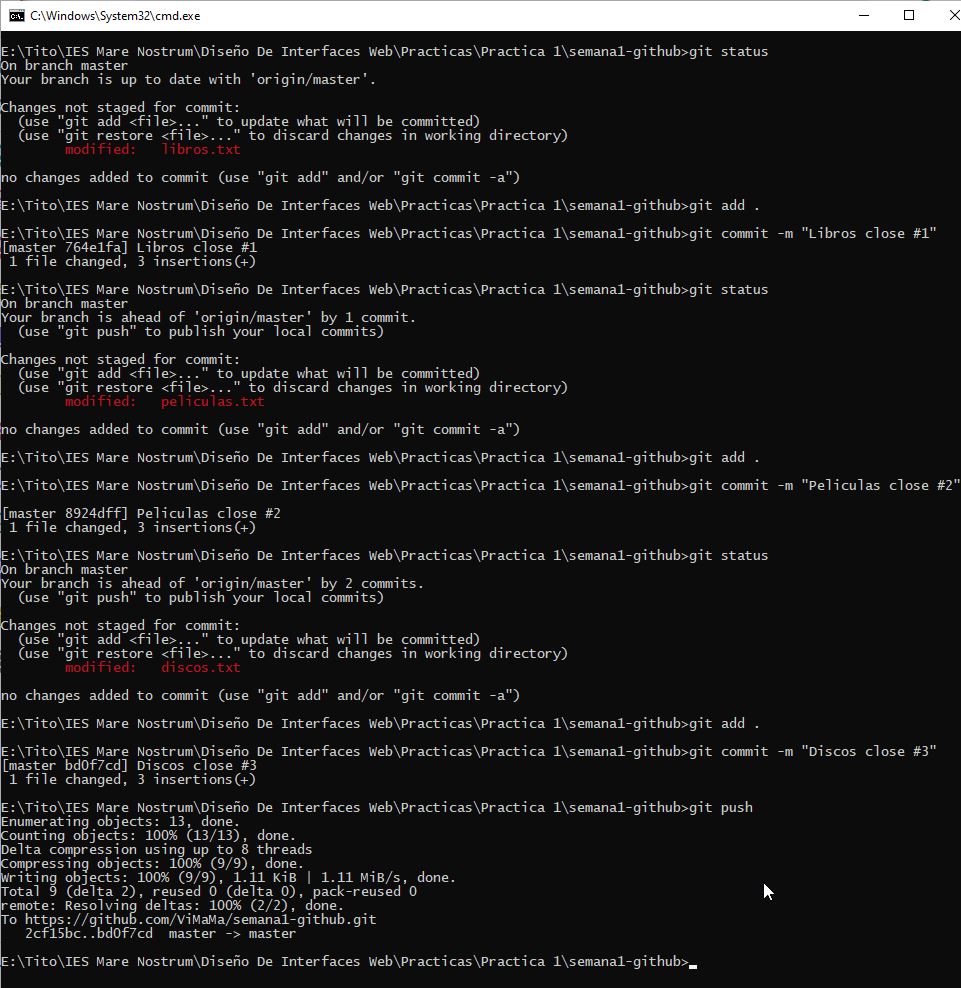 C:\Windows\System32\cmd.exe
E:\Tito\IES Mare Nostrum\Diseño De Interfaces Web\Practicas\Practica 1\semana1-github>git status
On branch master
Your branch is up to date with 'origin/master'.
Changes not staged for commit:
  (use "git add <file>..." to update what will be committed)
  (use "git restore <file>..." to discard changes in working directory)
        modified:   libros.txt
no changes added to commit (use "git add" and/or "git commit -a")
E:\Tito\IES Mare Nostrum\Diseño De Interfaces Web\Practicas\Practica 1\semana1-github>git add .
E:\Tito\IES Mare Nostrum\Diseño De Interfaces Web\Practicas\Practica 1\semana1-github>git commit -m "Libros close #1"
[master 764e1fa] Libros close #1
 1 file changed, 3 insertions(+)
E:\Tito\IES Mare Nostrum\Diseño De Interfaces Web\Practicas\Practica 1\semana1-github>git status
On branch master
Your branch is ahead of 'origin/master' by 1 commit.
  (use "git push" to publish your local commits)
Changes not staged for commit:
  (use "git add <file>..." to update what will be committed)
  (use "git restore <file>..." to discard changes in working directory)
        modified:   peliculas.txt
no changes added to commit (use "git add" and/or "git commit -a")
E:\Tito\IES Mare Nostrum\Diseño De Interfaces Web\Practicas\Practica 1\semana1-github>git add .
E:\Tito\IES Mare Nostrum\Diseño De Interfaces Web\Practicas\Practica 1\semana1-github>git commit -m "Peliculas close #2"
[master 8924dff] Peliculas close #2
 1 file changed, 3 insertions(+)
E:\Tito\IES Mare Nostrum\Diseño De Interfaces Web\Practicas\Practica 1\semana1-github>git status
On branch master
Your branch is ahead of 'origin/master' by 2 commits.
  (use "git push" to publish your local commits)
Changes not staged for commit:
  (use "git add <file>..." to update what will be committed)
  (use "git restore <file>..." to discard changes in working directory)
        modified:   discos.txt
no changes added to commit (use "git add" and/or "git commit -a")
E:\Tito\IES Mare Nostrum\Diseño De Interfaces Web\Practicas\Practica 1\semana1-github>git add .
E:\Tito\IES Mare Nostrum\Diseño De Interfaces Web\Practicas\Practica 1\semana1-github>git commit -m "Discos close #3"
[master bd0f7cd] Discos close #3
 1 file changed, 3 insertions(+)
E:\Tito\IES Mare Nostrum\Diseño De Interfaces Web\Practicas\Practica 1\semana1-github>git push
Enumerating objects: 13, done.
Counting objects: 100% (13/13), done.
Delta compression using up to 8 threads
Compressing objects: 100% (9/9), done.
Writing objects: 100% (9/9), 1.11 KiB | 1.11 MiB/s, done.
Total 9 (delta 2), reused 0 (delta 0), pack-reused 0
remote: Resolving deltas: 100% (2/2), done.
To https://github.com/ViMaMa/semana1-github.git
   2cf15bc..bd0f7cd  master -> master
E:\Tito\IES Mare Nostrum\Diseño De Interfaces Web\Practicas\Practica 1\semana1-github>